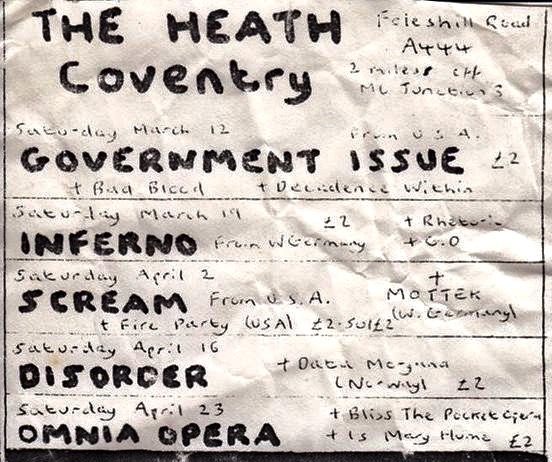 THE HEATH
Foleshill Road
A444
Coventry
2 miles off
M6 Junction 3
Saturday March 12
From U.S.A.
GOVERNMENT ISSUE £2
+ Bad Blood + Decadence Within
Saturday March 19 £2 + Rhetoric
INFERNO From W Germany + G.O
Saturday April 2 +
SCREAM From U.S.A. MOTTEK
(W. Germany)
+ Fire Party (USA) £2.50/£2
Saturday April 16
+ Data
DISORDER (Norway) £2
Saturday April 23 + Bliss The Pocket Opera
OMNIA OPERA + Is Mary Hume £2